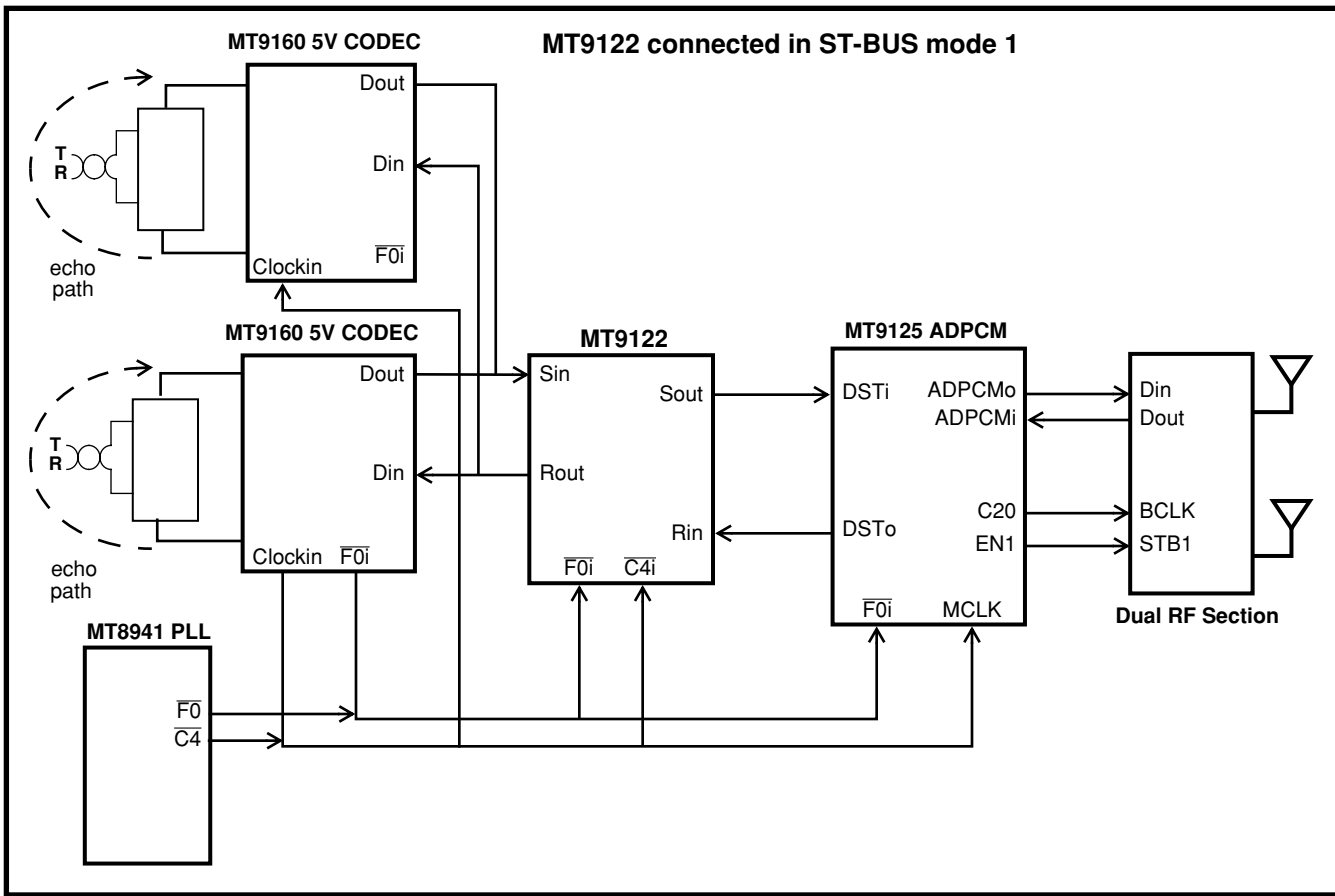 MT9122 connected in ST-BUS mode 1
MT9160 5V CODEC
Dout
Din
F0i
Clockin
T
R
echo
path
MT9160 5V CODEC
Dout
Din
Clockin
F0i
T
R
echo
path
MT8941 PLL
F0
C4
MT9122
Sin
Sout
Rout
Rin
F0i
C4i
MT9125 ADPCM
DSTi
ADPCMo
ADPCMi
DSTo
C20
EN1
F0i
MCLK
Din
Dout
BCLK
STB1
Dual RF Section